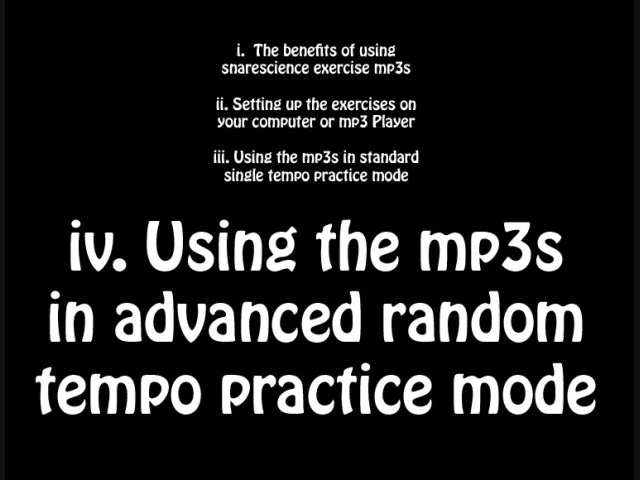 i.  The benefits of using
snarescience exercise mp3s
ii. Setting up the exercises on
your computer or mp3 Player
iii. Using the mp3s in standard
single tempo practice mode
iv. Using the mp3s
in advanced random
tempo practice mode